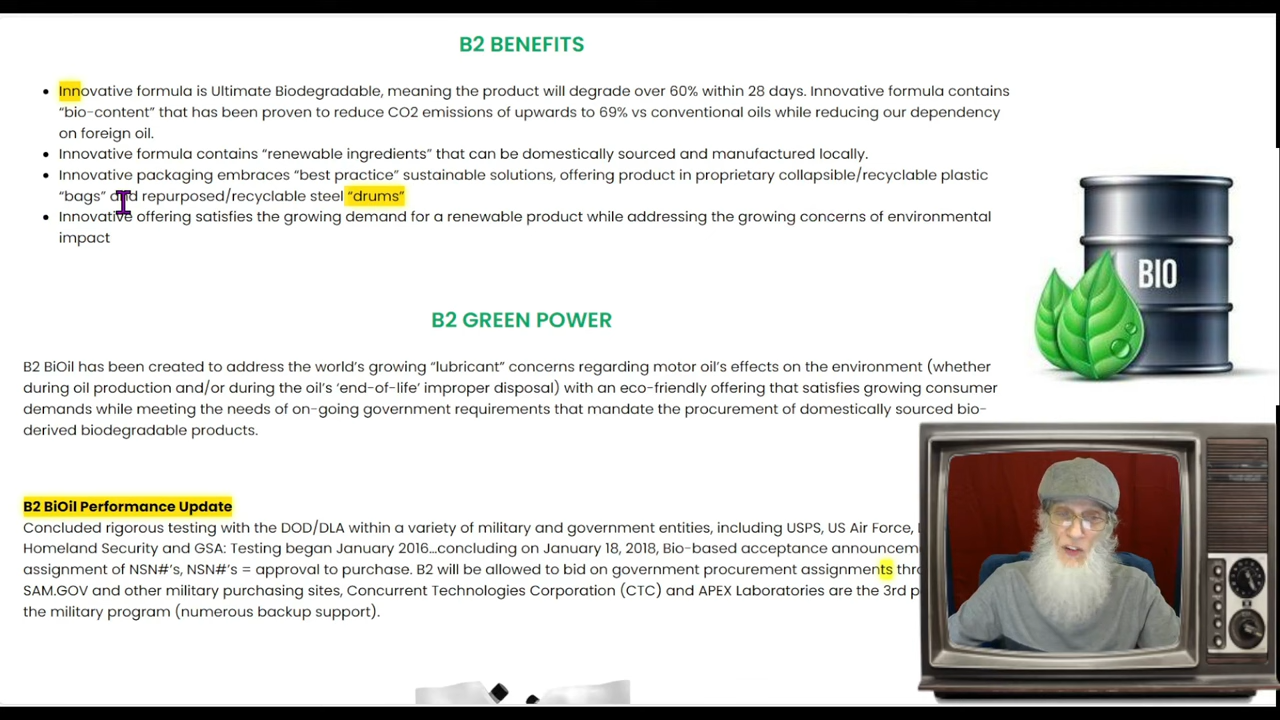 B2 BENEFITS
• Innovative formula is Ultimate Biodegradable, meaning the product will degrade over 60% within 28 days. Innovative formula contains
“bio-content” that has been proven to reduce CO2 emissions of upwards to 69% vs conventional oils while reducing our dependency
on foreign oil.
• Innovative formula contains “renewable ingredients” that can be domestically sourced and manufactured locally.
• Innovative packaging embraces “best practice” sustainable solutions, offering product in proprietary collapsible/recyclable plastic
“bags” and repurposed/recyclable steel “drums”
• Innovative offering satisfies the growing demand for a renewable product while addressing the growing concerns of environmental
impact
BIO
B2 GREEN POWER
B2 BiOil has been created to address the world’s growing “lubricant” concerns regarding motor oil’s effects on the environment (whether
during oil production and/or during the oil’s ‘end-of-life’ improper disposal) with an eco-friendly offering that satisfies growing consumer
demands while meeting the needs of on-going government requirements that mandate the procurement of domestically sourced bio-
derived biodegradable products.
B2 BiOil Performance Update
Concluded rigorous testing with the DOD/DLA within a variety of military and government entities, including USPS, US Air Force,
Homeland Security and GSA: Testing began January 2016...concluding on January 18, 2018, Bio-based acceptance
assignment of NSN#’s, NSN#’s = approval to purchase. B2 will be allowed to bid on government procurement assignments
SAM.GOV and other military purchasing sites, Concurrent Technologies Corporation (CTC) and APEX Laboratories are the 3rd
the military program (numerous backup support).